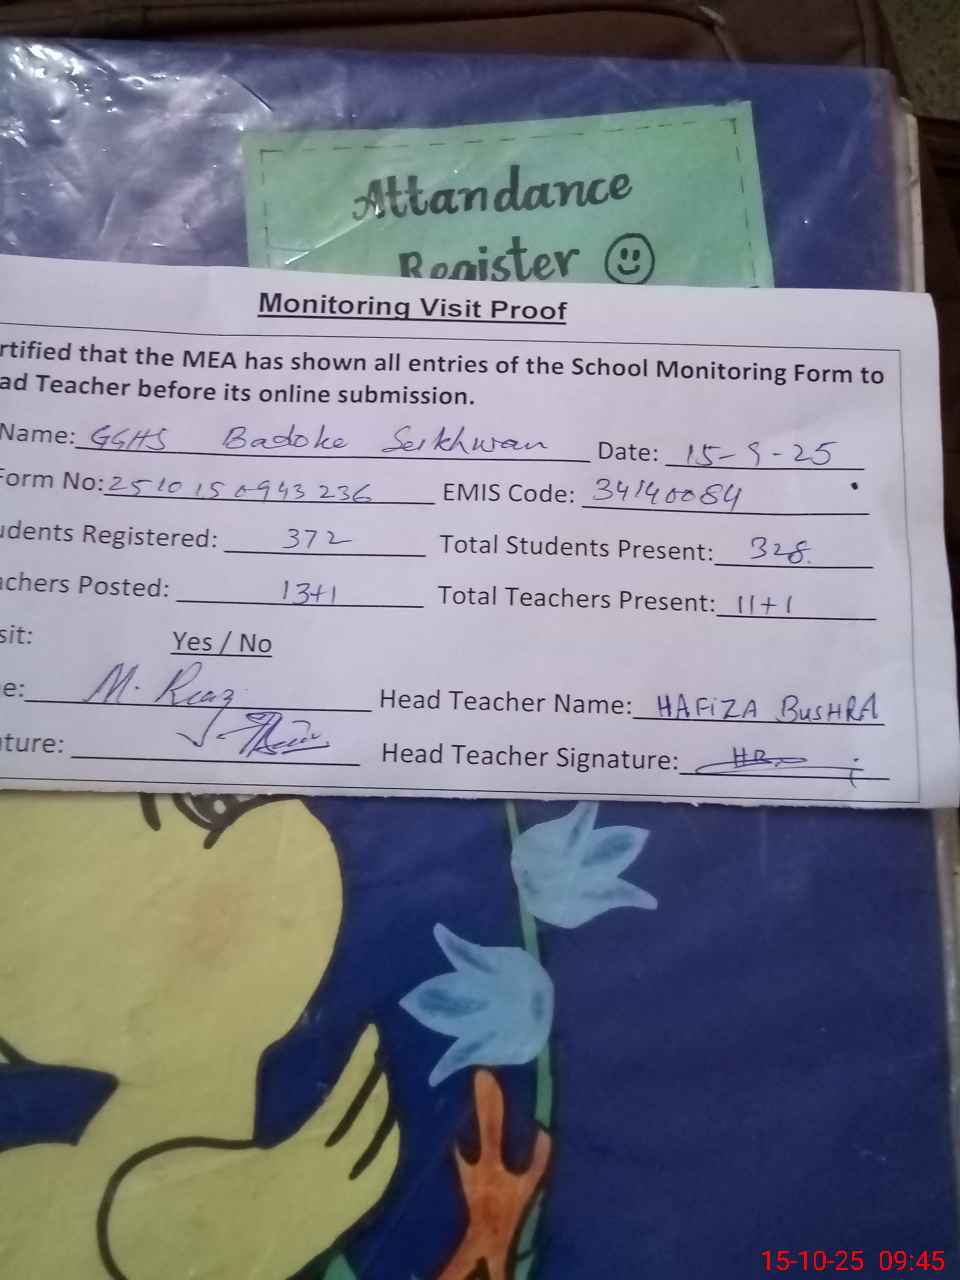 Attandance
Register
Monitoring Visit Proof
rtified that the MEA has shown all entries of the School Monitoring Form to
ad Teacher before its online submission.
Name: GGHS Badoke Seikhwan Date: 15-9-25
Form No: 2510150943236 EMIS Code: 34140084
udents Registered: 372 Total Students Present: 328.
achers Posted: 13+1 Total Teachers Present: 11+1
sit: Yes / No
e: M. Reaz Head Teacher Name: HAFiZA BUSHRA
ture: Head Teacher Signature: HB
15-10-25 09:45